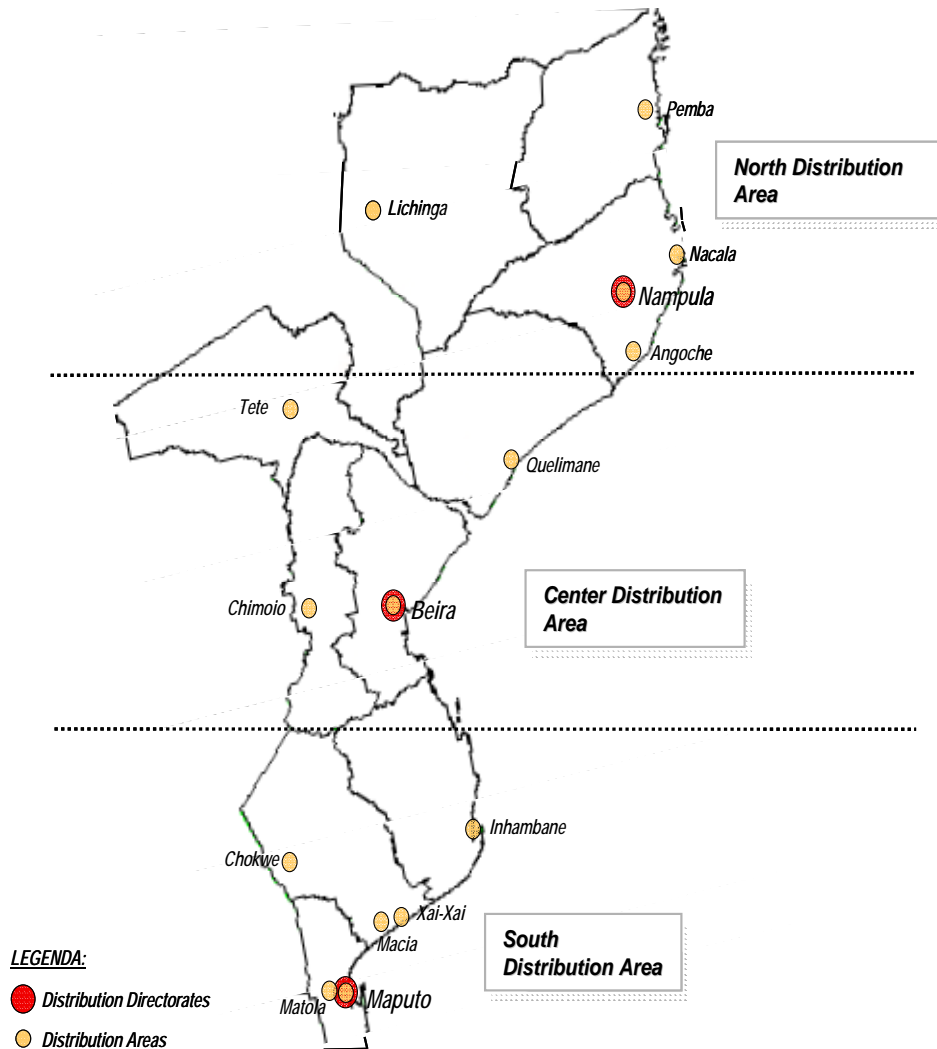 Pemba
North Distribution
Area
Lichinga
Nacala
Nampula
Angoche
Tete
Quelimane
Center Distribution
Area
Chimoio
Beira
Inhambane
Chokwe
Xai-Xai
Macia
South
Distribution Area
LEGENDA:
Distribution Directorates
Matola
Maputo
Distribution Areas